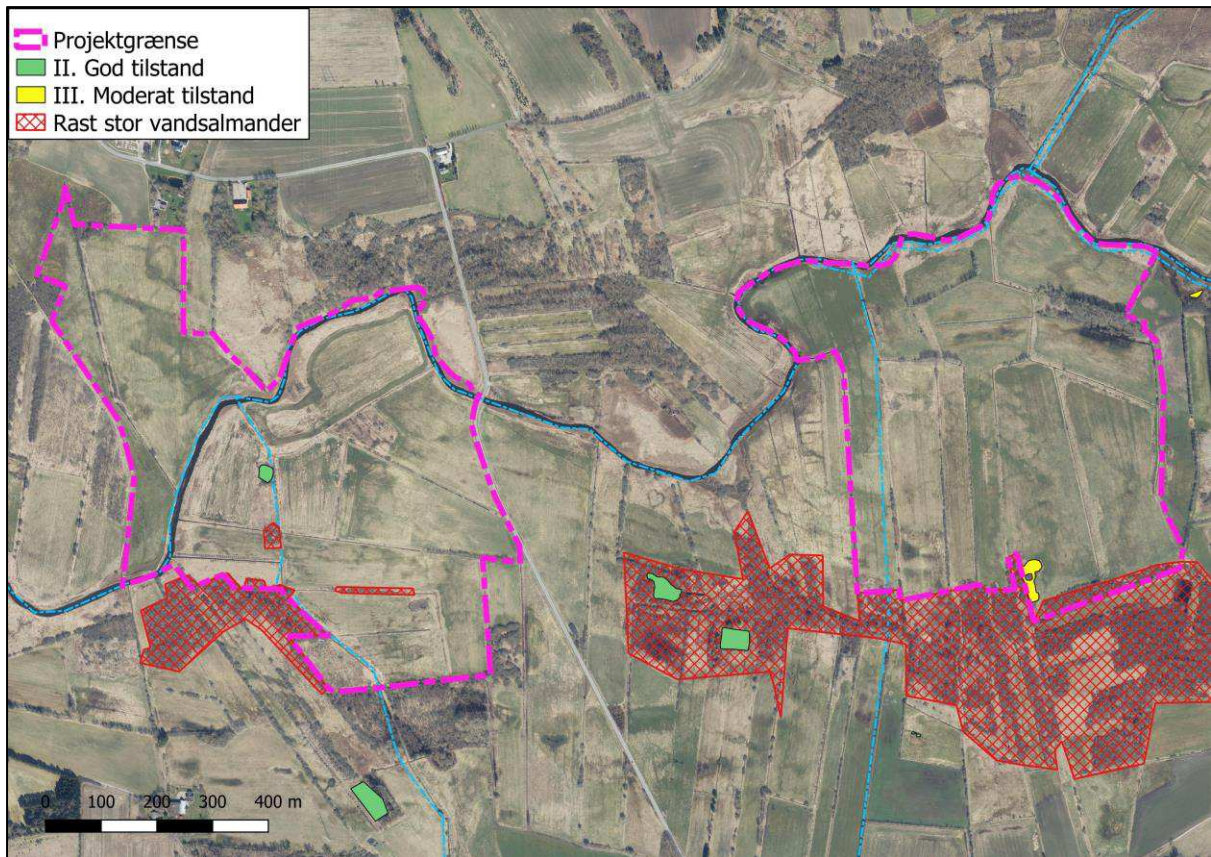 Projektgrænse
II. God tilstand
III. Moderat tilstand
Rast stor vandsalmander
0 100 200 300 400 m